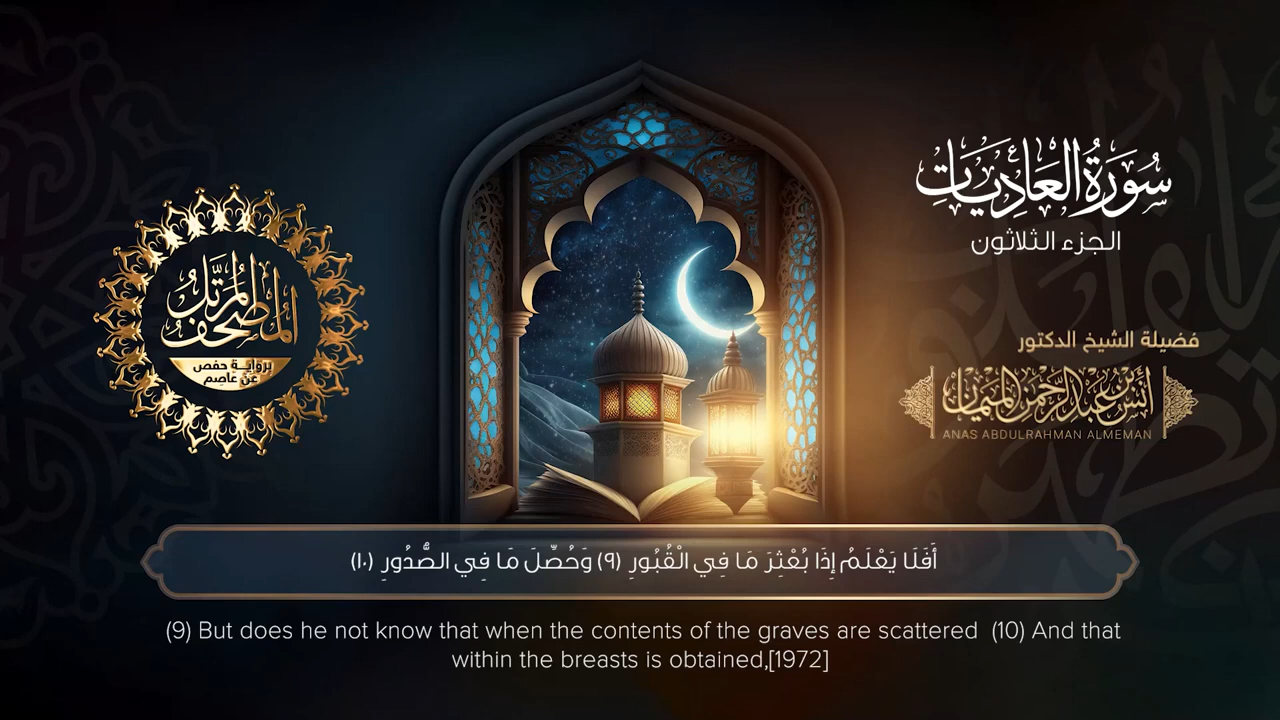 سُورَةُ العَادِيَات
الجزء الثلاثون
المصحف المرتل
برواية حفص
عن عاصم
فضيلة الشيخ الدكتور
أنس بن عبدالرحمن الميمان
ANAS ABDULRAHMAN ALMEMAN
أَفَلَا يَعْلَمُ إِذَا بُعْثِرَ مَا فِي الْقُبُورِ (٩) وَحُصِّلَ مَا فِي الصُّدُورِ (١٠)
(9) But does he not know that when the contents of the graves are scattered (10) And that
within the breasts is obtained,[1972]